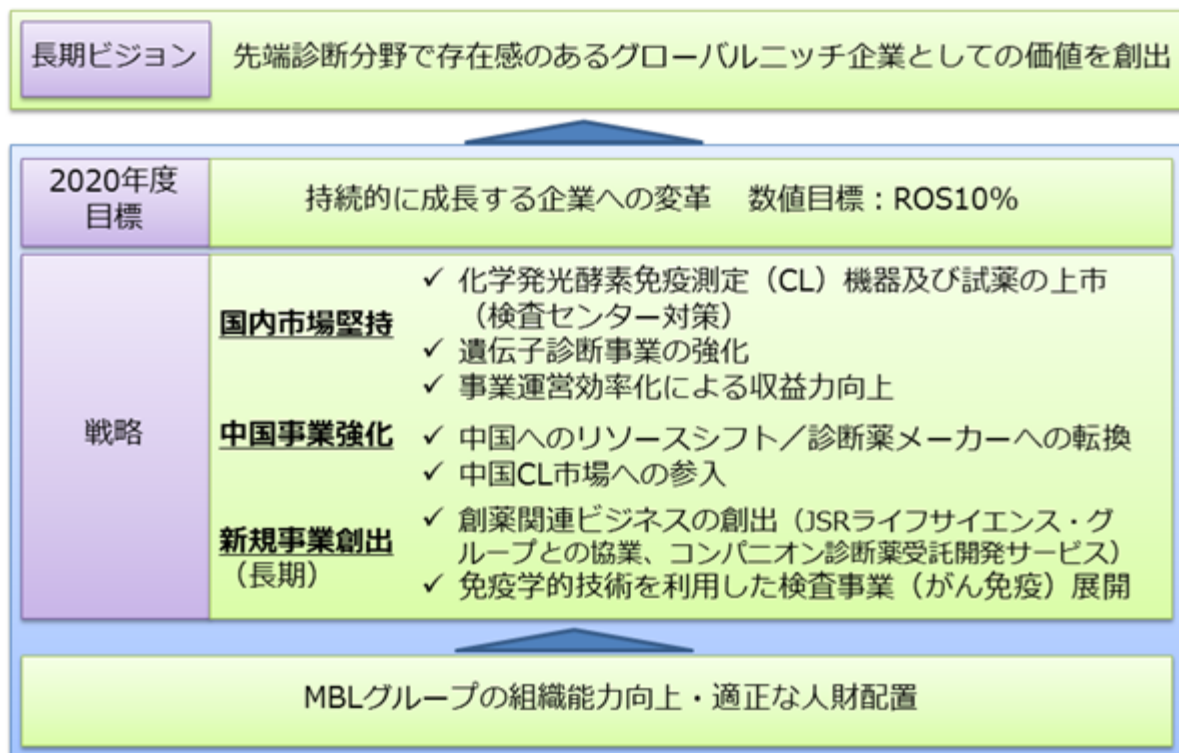 長期ビジョン
先端診断分野で存在感のあるグローバルニッチ企業としての価値を創出
2020年度
目標
持続的に成長する企業への変革　数値目標：ROS10%
戦略
国内市場堅持
✓ 化学発光酵素免疫測定（CL）機器及び試薬の上市
（検査センター対策）
✓ 遺伝子診断事業の強化
✓ 事業運営効率化による収益力向上
中国事業強化
✓ 中国へのリソースシフト／診断薬メーカーへの転換
✓ 中国CL市場への参入
新規事業創出
（長期）
✓ 創薬関連ビジネスの創出（JSRライフサイエンス・グ
ループとの協業、コンパニオン診断薬受託開発サービス）
✓ 免疫学的技術を利用した検査事業（がん免疫）展開
MBLグループの組織能力向上・適正な人財配置